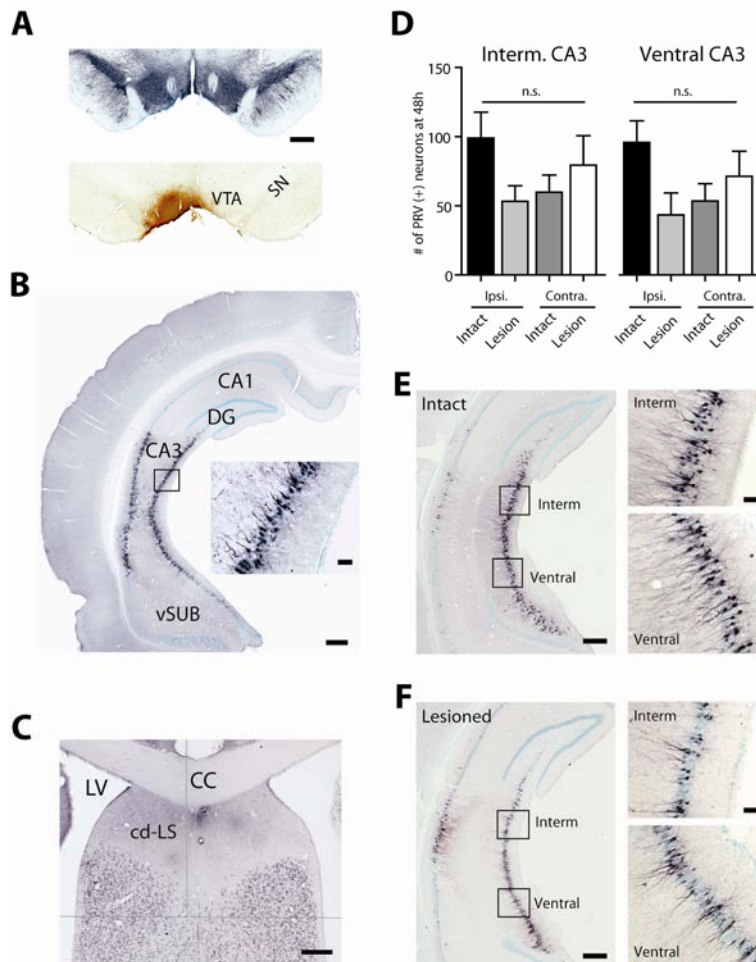 A
VTA
SN
B
CA1
DG
CA3
vSUB
C
LV
CC
cd-LS
D
Interm. CA3
Ventral CA3
# of PRV (+) neurons at 48h
150
100
50
0
n.s.
n.s.
Ipsi.
Contra.
Ipsi.
Contra.
Intact
Lesion
Intact
Lesion
Intact
Lesion
Intact
Lesion
E
Intact
Interm
Ventral
Interm
Ventral
F
Lesioned
Interm
Ventral
Interm
Ventral